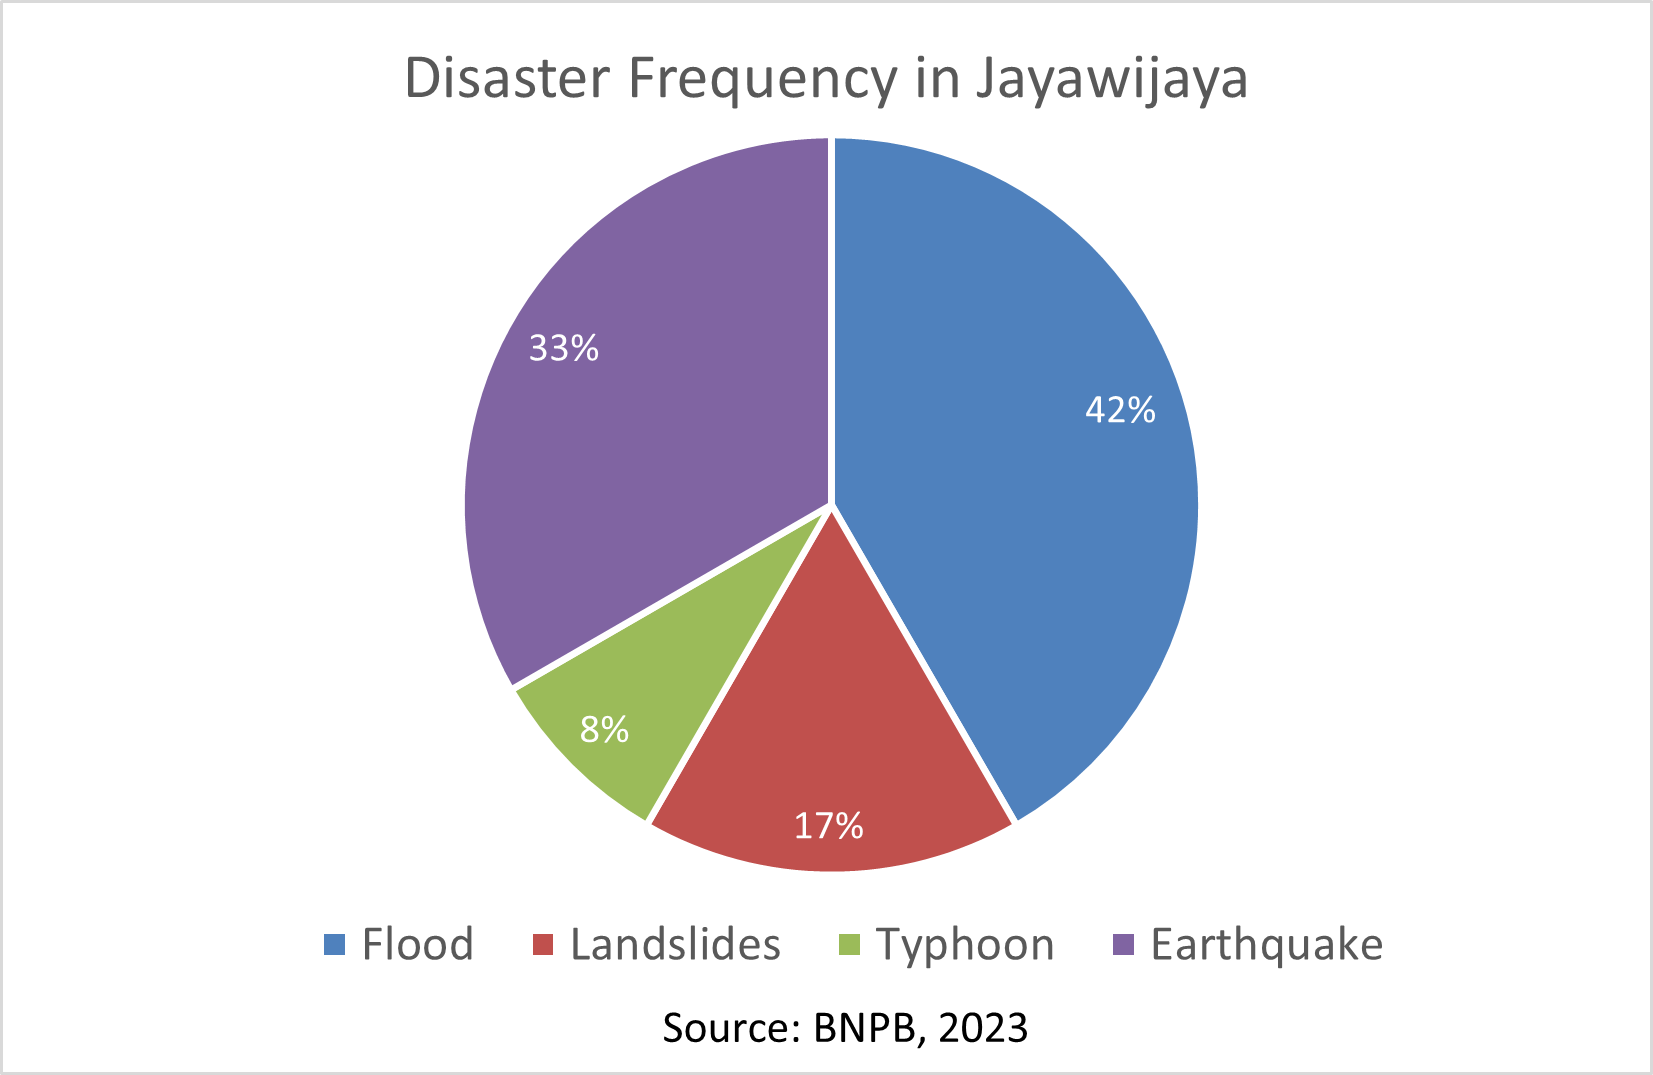 Disaster Frequency in Jayawijaya
33%
42%
8%
17%
Flood Landslides Typhoon Earthquake
Source: BNPB, 2023